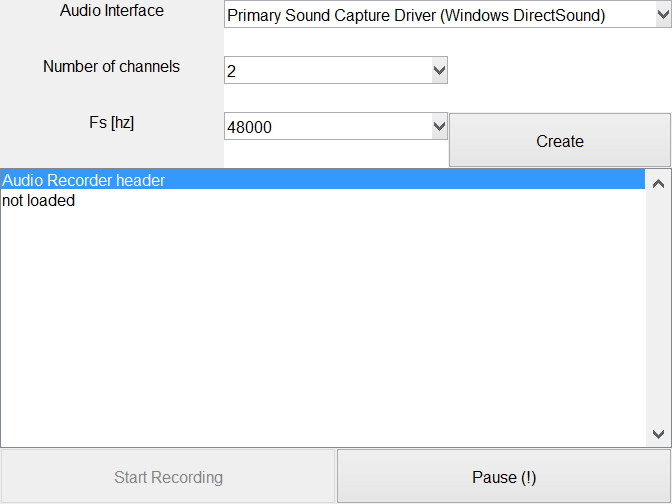 Audio Interface
Primary Sound Capture Driver (Windows DirectSound)
Number of channels
2
Fs [hz]
48000
Create
Audio Recorder header
not loaded
Start Recording
Pause (!)